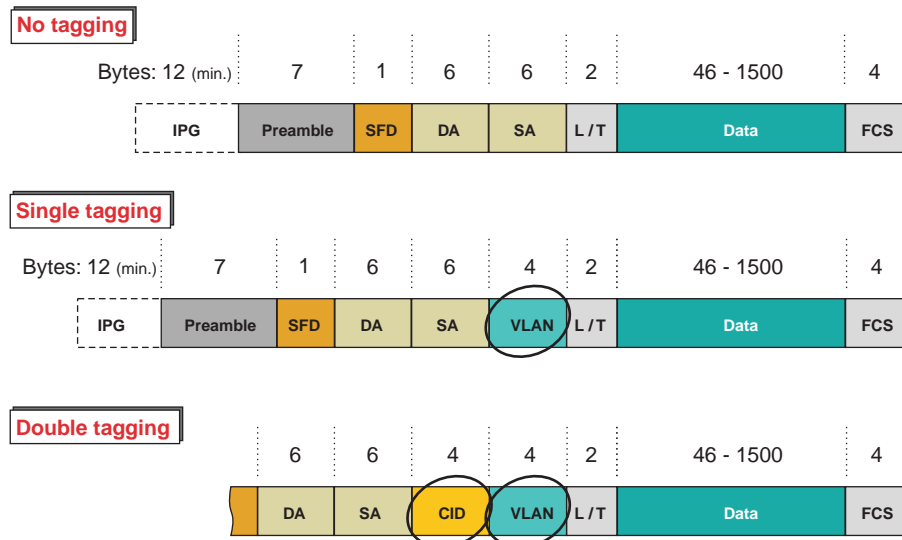 No tagging
Bytes: 12 (min.) 7 1 6 6 2 46 - 1500 4
IPG Preamble SFD DA SA L / T Data FCS
Single tagging
Bytes: 12 (min.) 7 1 6 6 4 2 46 - 1500 4
IPG Preamble SFD DA SA VLAN L / T Data FCS
Double tagging
6 6 4 4 2 46 - 1500 4
DA SA CID VLAN L / T Data FCS